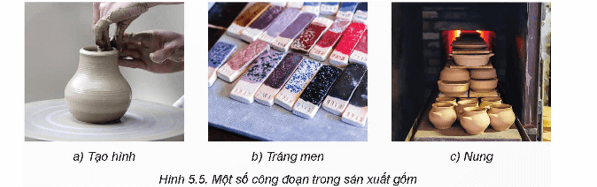 a) Tạo hình
b) Tráng men
c) Nung
Hình 5.5. Một số công đoạn trong sản xuất gốm